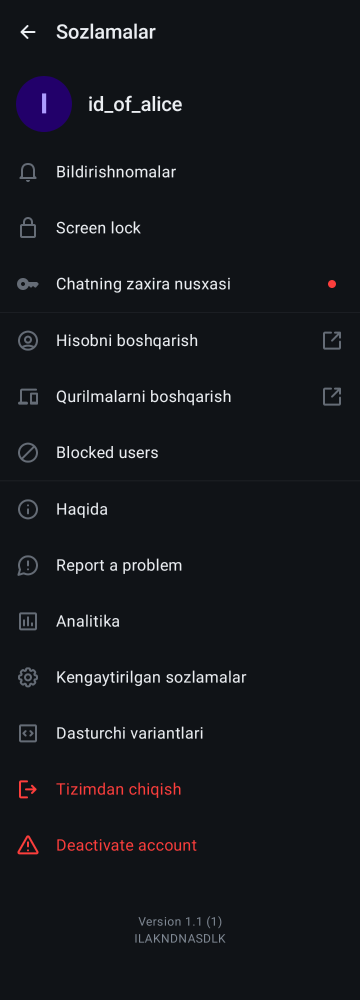 Sozlamalar
I
id_of_alice
Bildirishnomalar
Screen lock
Chatning zaxira nusxasi
Hisobni boshqarish
Qurilmalarni boshqarish
Blocked users
Haqida
Report a problem
Analitika
Kengaytirilgan sozlamalar
Dasturchi variantlari
Tizimdan chiqish
Deactivate account
Version 1.1 (1)
ILAKNDNASDLK